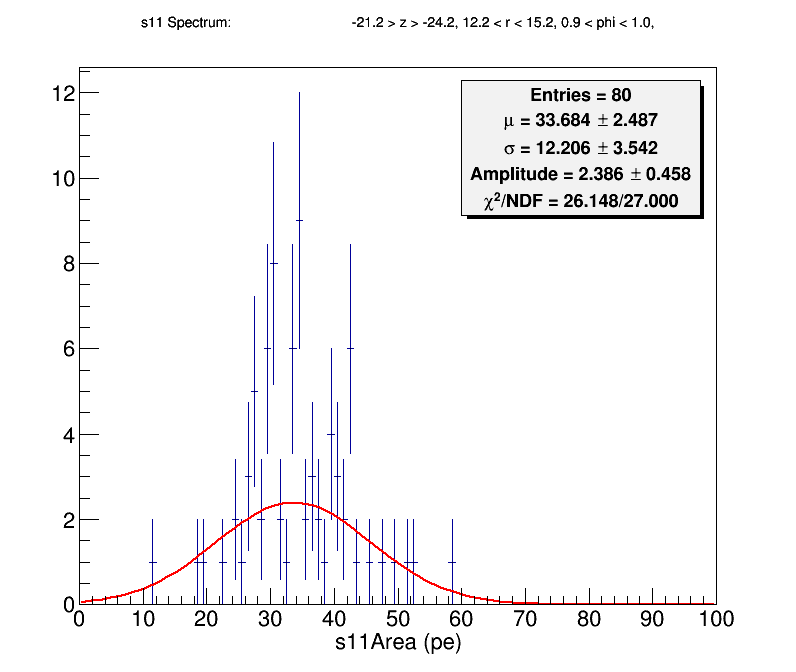 s11 Spectrum: -21.2 > z > -24.2, 12.2 < r < 15.2, 0.9 < phi < 1.0,
Entries = 80
μ = 33.684 ± 2.487
σ = 12.206 ± 3.542
Amplitude = 2.386 ± 0.458
χ²/NDF = 26.148/27.000
12
10
8
6
4
2
0
0 10 20 30 40 50 60 70 80 90 100
s11Area (pe)